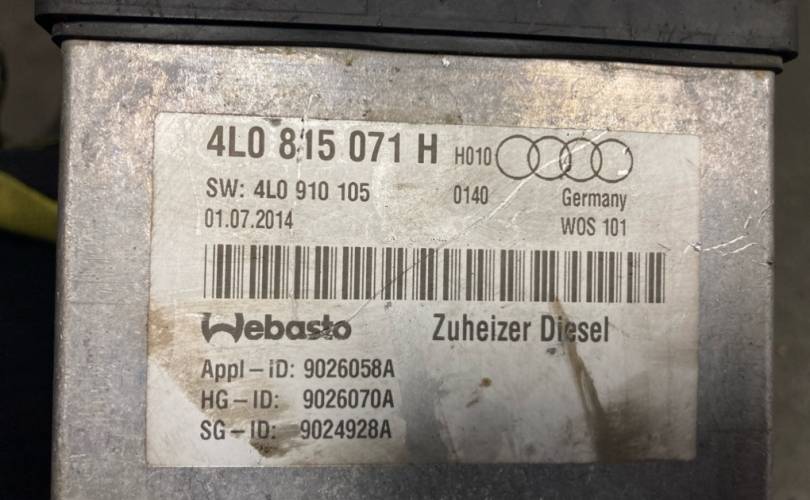 4L0 815 071 H H010
SW: 4L0 910 105 0140 Germany
01.07.2014 WOS 101
Webasto Zuheizer Diesel
Appl-ID: 9026058A
HG-ID: 9026070A
SG-ID: 9024928A